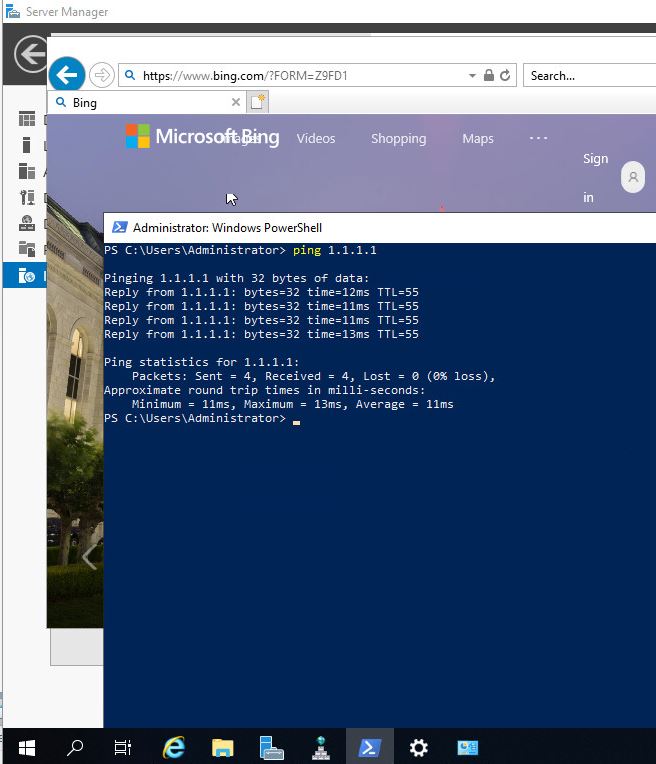 Server Manager
https://www.bing.com/?FORM=Z9FD1
Search...
Bing
Microsoft Bing
Images
Videos
Shopping
Maps
Sign
in
Administrator: Windows PowerShell
PS C:\Users\Administrator> ping 1.1.1.1
Pinging 1.1.1.1 with 32 bytes of data:
Reply from 1.1.1.1: bytes=32 time=12ms TTL=55
Reply from 1.1.1.1: bytes=32 time=11ms TTL=55
Reply from 1.1.1.1: bytes=32 time=11ms TTL=55
Reply from 1.1.1.1: bytes=32 time=13ms TTL=55
Ping statistics for 1.1.1.1:
Packets: Sent = 4, Received = 4, Lost = 0 (0% loss),
Approximate round trip times in milli-seconds:
Minimum = 11ms, Maximum = 13ms, Average = 11ms
PS C:\Users\Administrator>